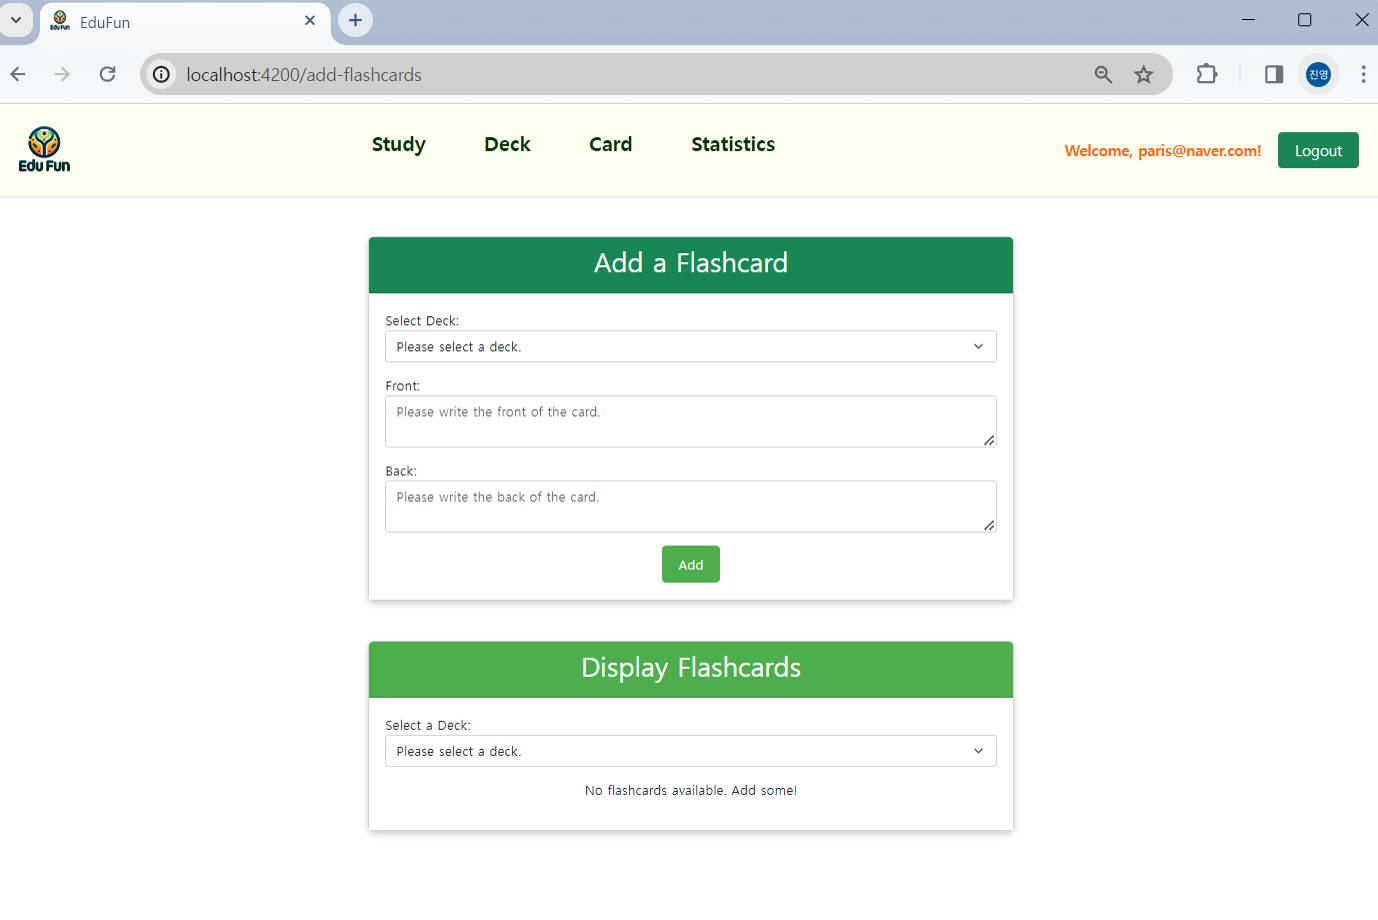 EduFun
localhost:4200/add-flashcards
진영
Edu Fun
Study Deck Card Statistics
Welcome, paris@naver.com!
Logout
Add a Flashcard
Select Deck:
Please select a deck.
Front:
Please write the front of the card.
Back:
Please write the back of the card.
Add
Display Flashcards
Select a Deck:
Please select a deck.
No flashcards available. Add some!